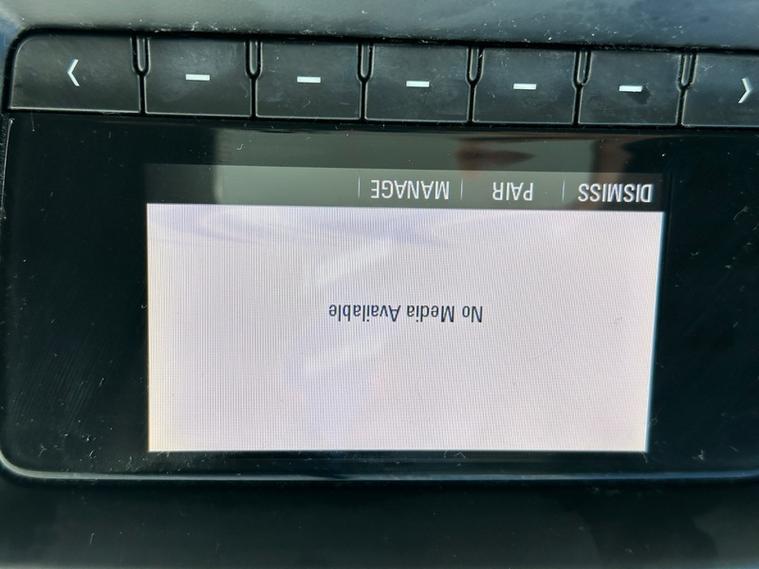 No Media Available
DISMISS PAIR MANAGE